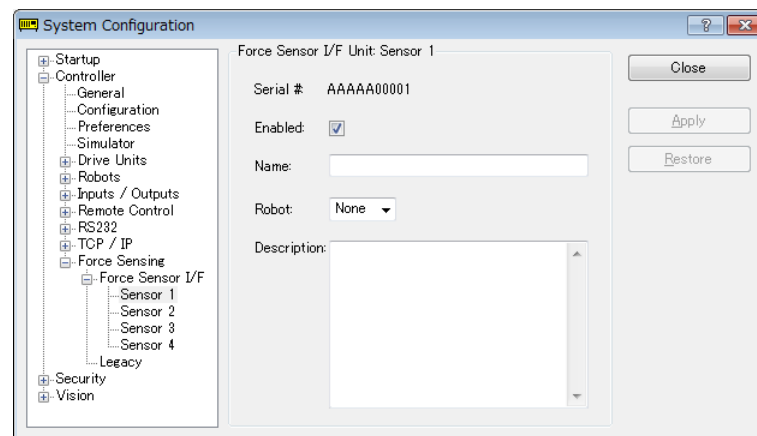 System Configuration
Startup
Controller
General
Configuration
Preferences
Simulator
Drive Units
Robots
Inputs / Outputs
Remote Control
RS232
TCP / IP
Force Sensing
Force Sensor I/F
Sensor 1
Sensor 2
Sensor 3
Sensor 4
Legacy
Security
Vision
Force Sensor I/F Unit: Sensor 1
Serial #: AAAAA00001
Enabled:
Name:
Robot: None
Description:
Close
Apply
Restore